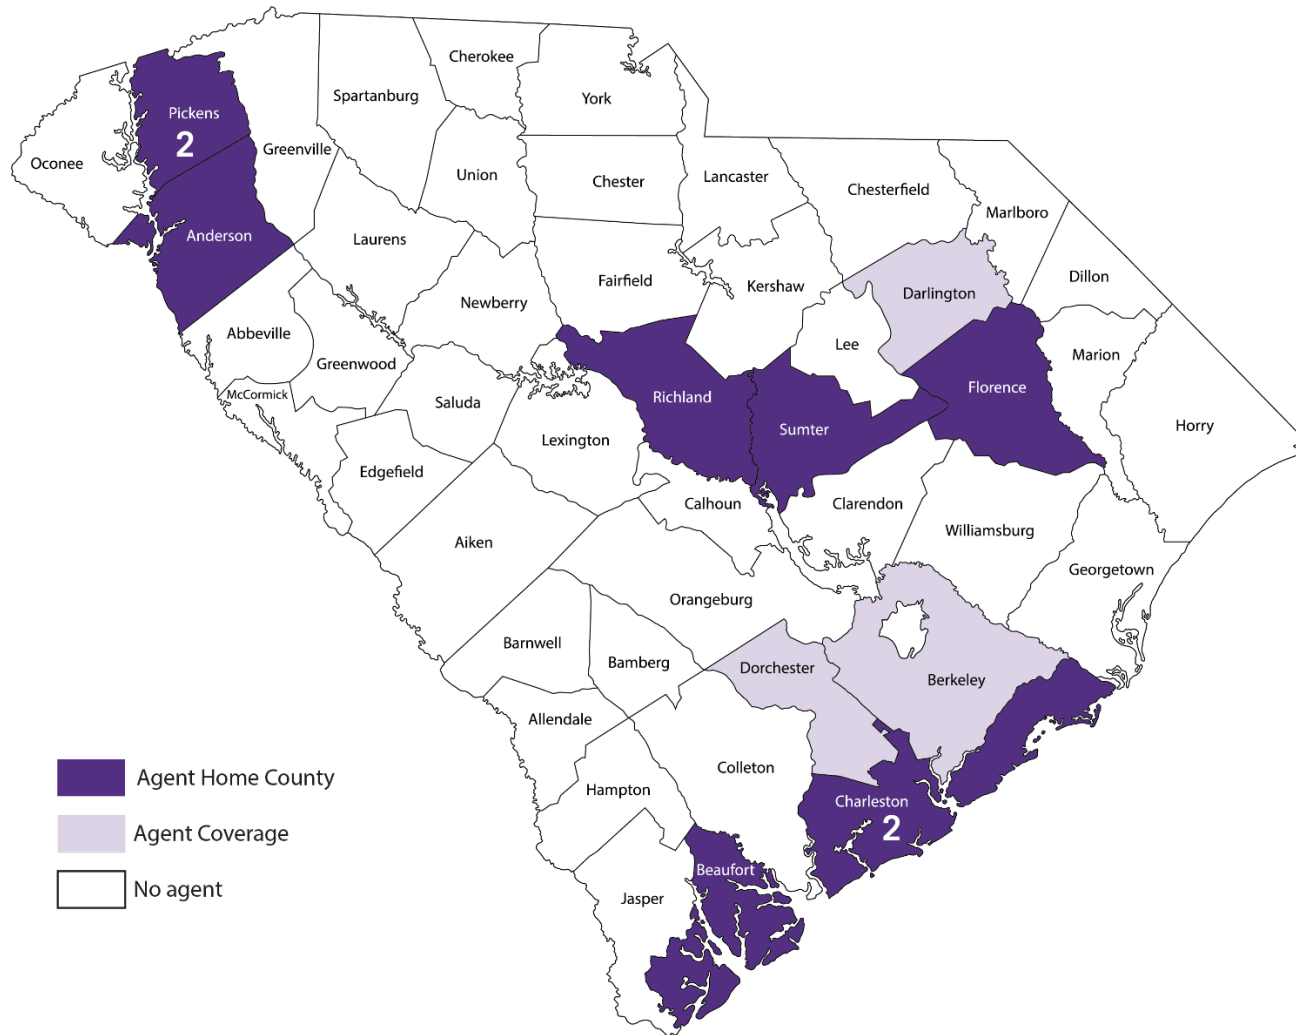 Cherokee
Spartanburg
York
Pickens
2
Greenville
Oconee
Union
Chester
Lancaster
Chesterfield
Marlboro
Anderson
Laurens
Fairfield
Kershaw
Darlington
Dillon
Newberry
Abbeville
Greenwood
Lee
Marion
McCormick
Saluda
Richland
Florence
Sumter
Horry
Lexington
Edgefield
Calhoun
Clarendon
Williamsburg
Aiken
Georgetown
Orangeburg
Barnwell
Bamberg
Dorchester
Berkeley
Allendale
Colleton
Hampton
Charleston
2
Beaufort
Jasper
Agent Home County
Agent Coverage
No agent